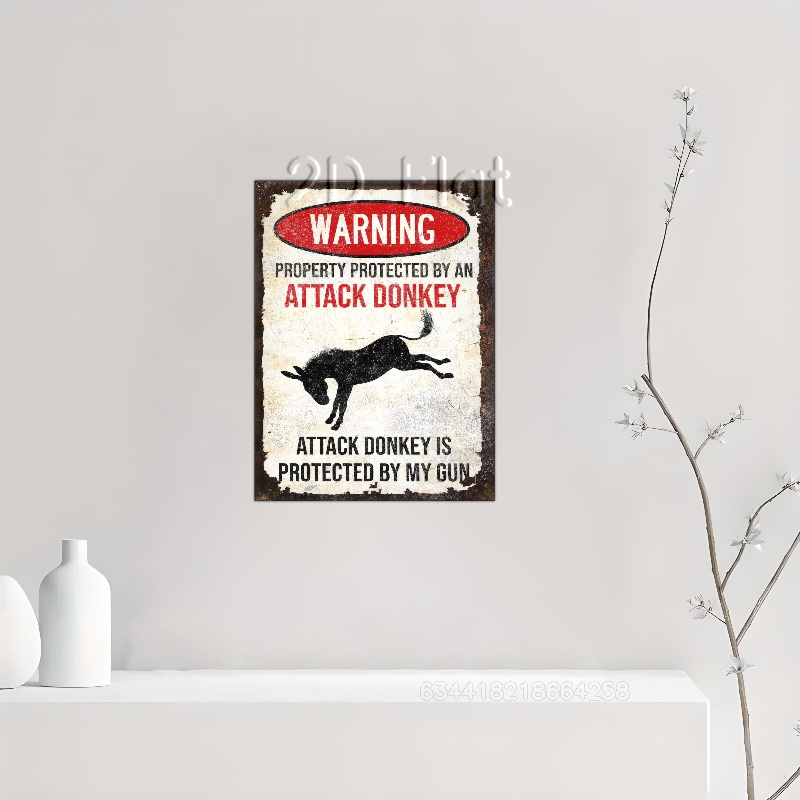 2D Flat
WARNING
PROPERTY PROTECTED BY AN
ATTACK DONKEY
ATTACK DONKEY IS
PROTECTED BY MY GUN
634418218664258